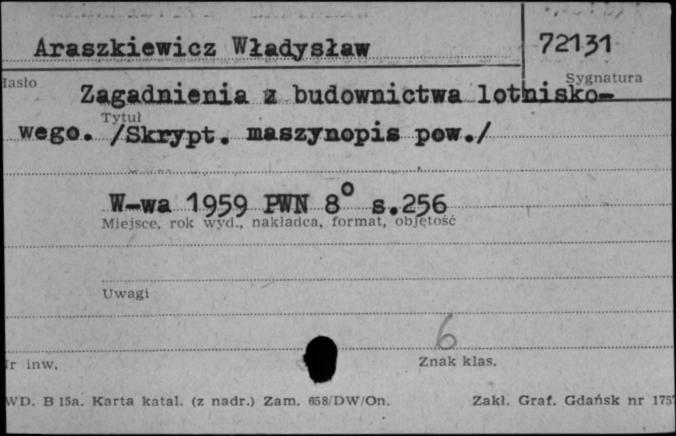 Araszkiewicz Władysław 72131
Hasło Sygnatura
Zagadnienia z budownictwa lotnisko-
Tytuł
wego. /Skrypt. maszynopis pow./
W-wa 1959 PWN 8° s.256
Miejsce, rok wyd., nakładca, format, objętość
Uwagi
6
Nr inw. Znak klas.
WD. B 15a. Karta katal. (z nadr.) Zam. 658/DW/On. Zakł. Graf. Gdańsk nr 175